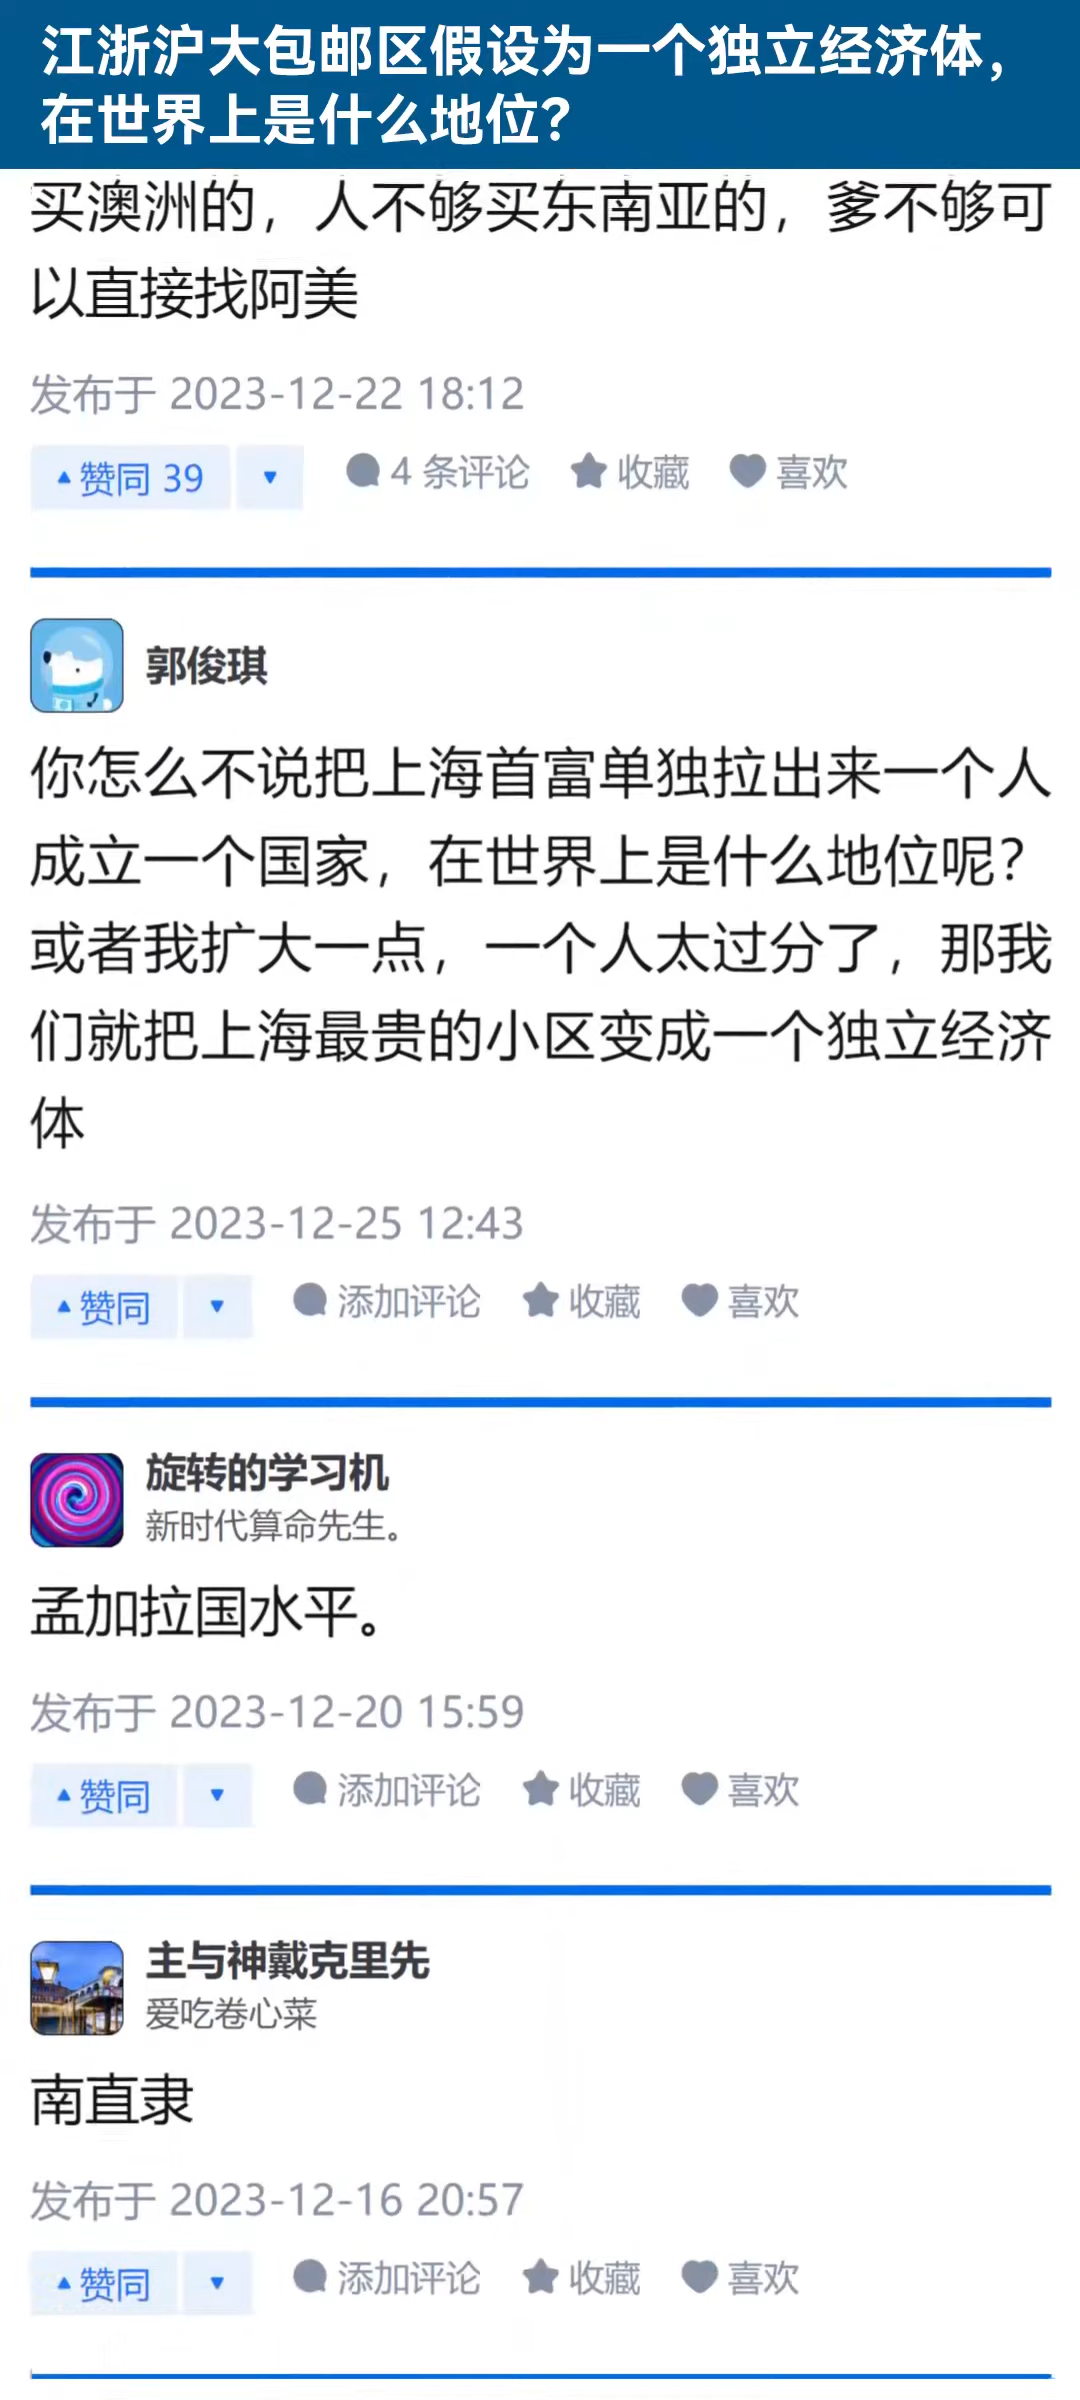 江浙沪大包邮区假设为一个独立经济体，
在世界上是什么地位？
买澳洲的，人不够买东南亚的，爹不够可
以直接找阿美
发布于 2023-12-22 18:12
赞同 39 4 条评论 收藏 喜欢
郭俊琪
你怎么不说把上海首富单独拉出来一个人
成立一个国家，在世界上是什么地位呢？
或者我扩大一点，一个人太过分了，那我
们就把上海最贵的小区变成一个独立经济
体
发布于 2023-12-25 12:43
赞同 添加评论 收藏 喜欢
旋转的学习机
新时代算命先生。
孟加拉国水平。
发布于 2023-12-20 15:59
赞同 添加评论 收藏 喜欢
主与神戴克里先
爱吃卷心菜
南直隶
发布于 2023-12-16 20:57
赞同 添加评论 收藏 喜欢